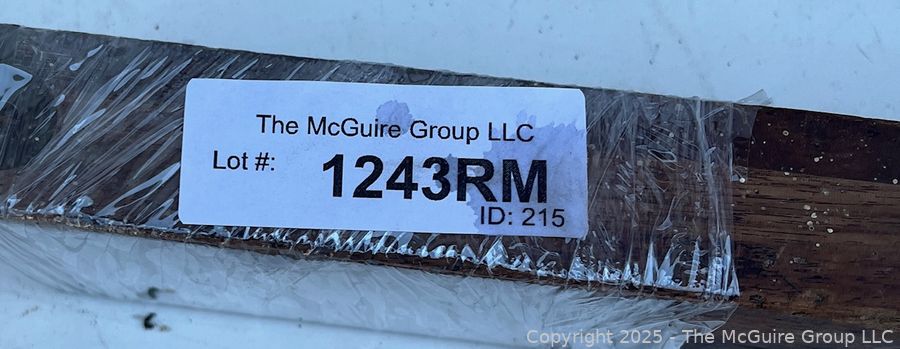 The McGuire Group LLC
Lot #: 1243RM
ID: 215
Copyright 2025 - The McGuire Group LLC